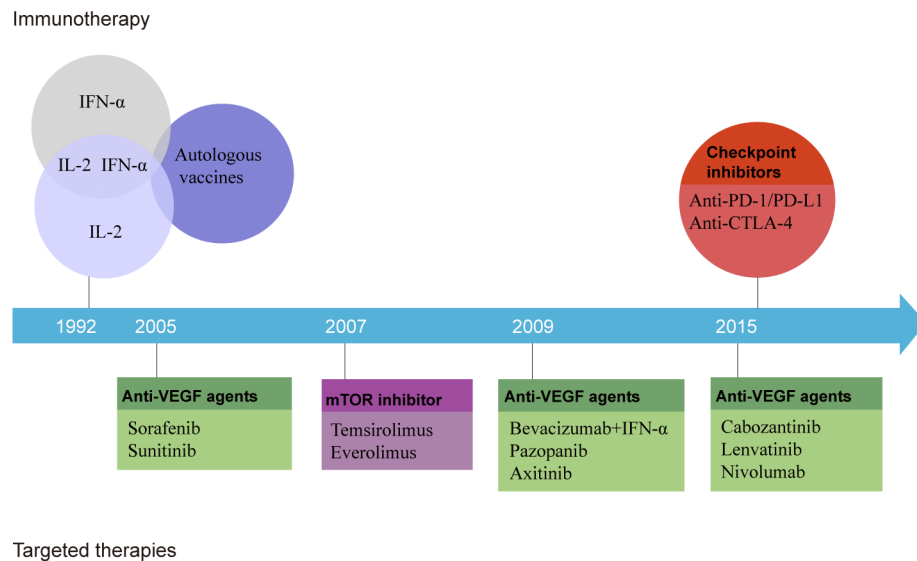 Immunotherapy
IFN-α
IL-2 IFN-α
IL-2
Autologous
vaccines
Checkpoint
inhibitors
Anti-PD-1/PD-L1
Anti-CTLA-4
1992
2005
2007
2009
2015
Anti-VEGF agents
Sorafenib
Sunitinib
mTOR inhibitor
Temsirolimus
Everolimus
Anti-VEGF agents
Bevacizumab+IFN-α
Pazopanib
Axitinib
Anti-VEGF agents
Cabozantinib
Lenvatinib
Nivolumab
Targeted therapies